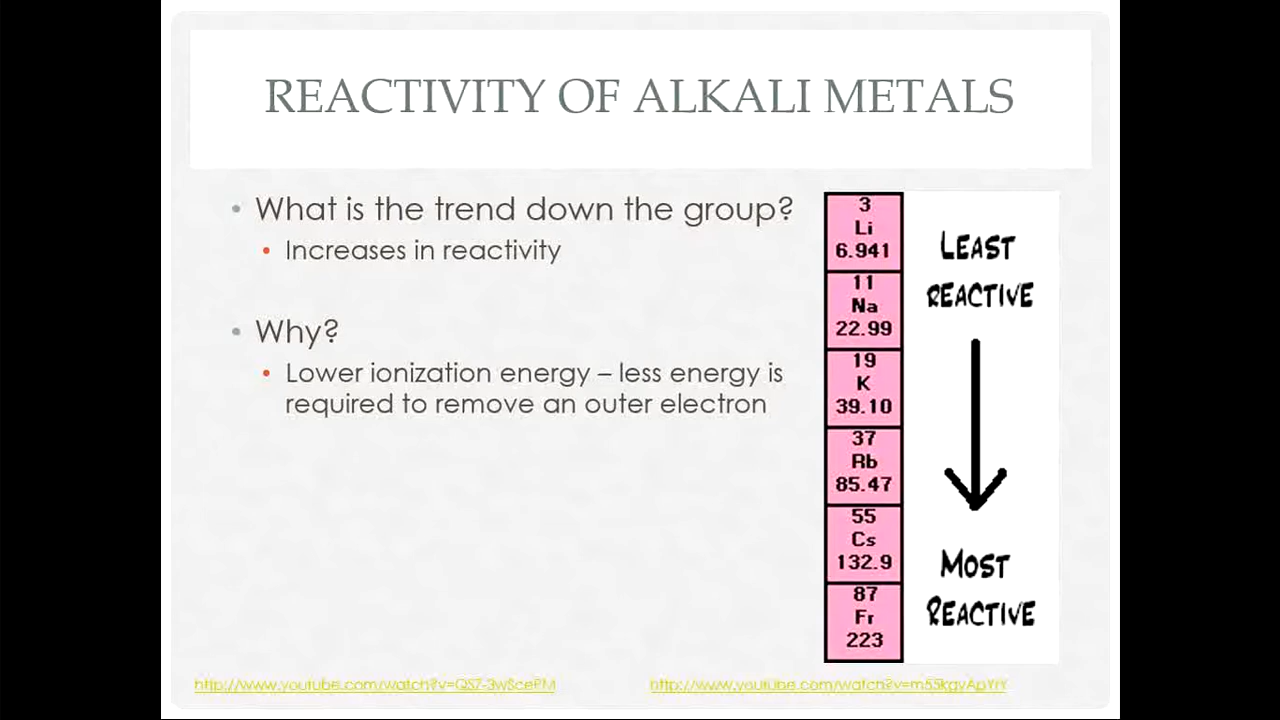 REACTIVITY OF ALKALI METALS
• What is the trend down the group?
• Increases in reactivity
• Why?
• Lower ionization energy – less energy is
required to remove an outer electron
3
Li
6.941
11
Na
22.99
19
K
39.10
37
Rb
85.47
55
Cs
132.9
87
Fr
223
LEAST
REACTIVE
MOST
REACTIVE